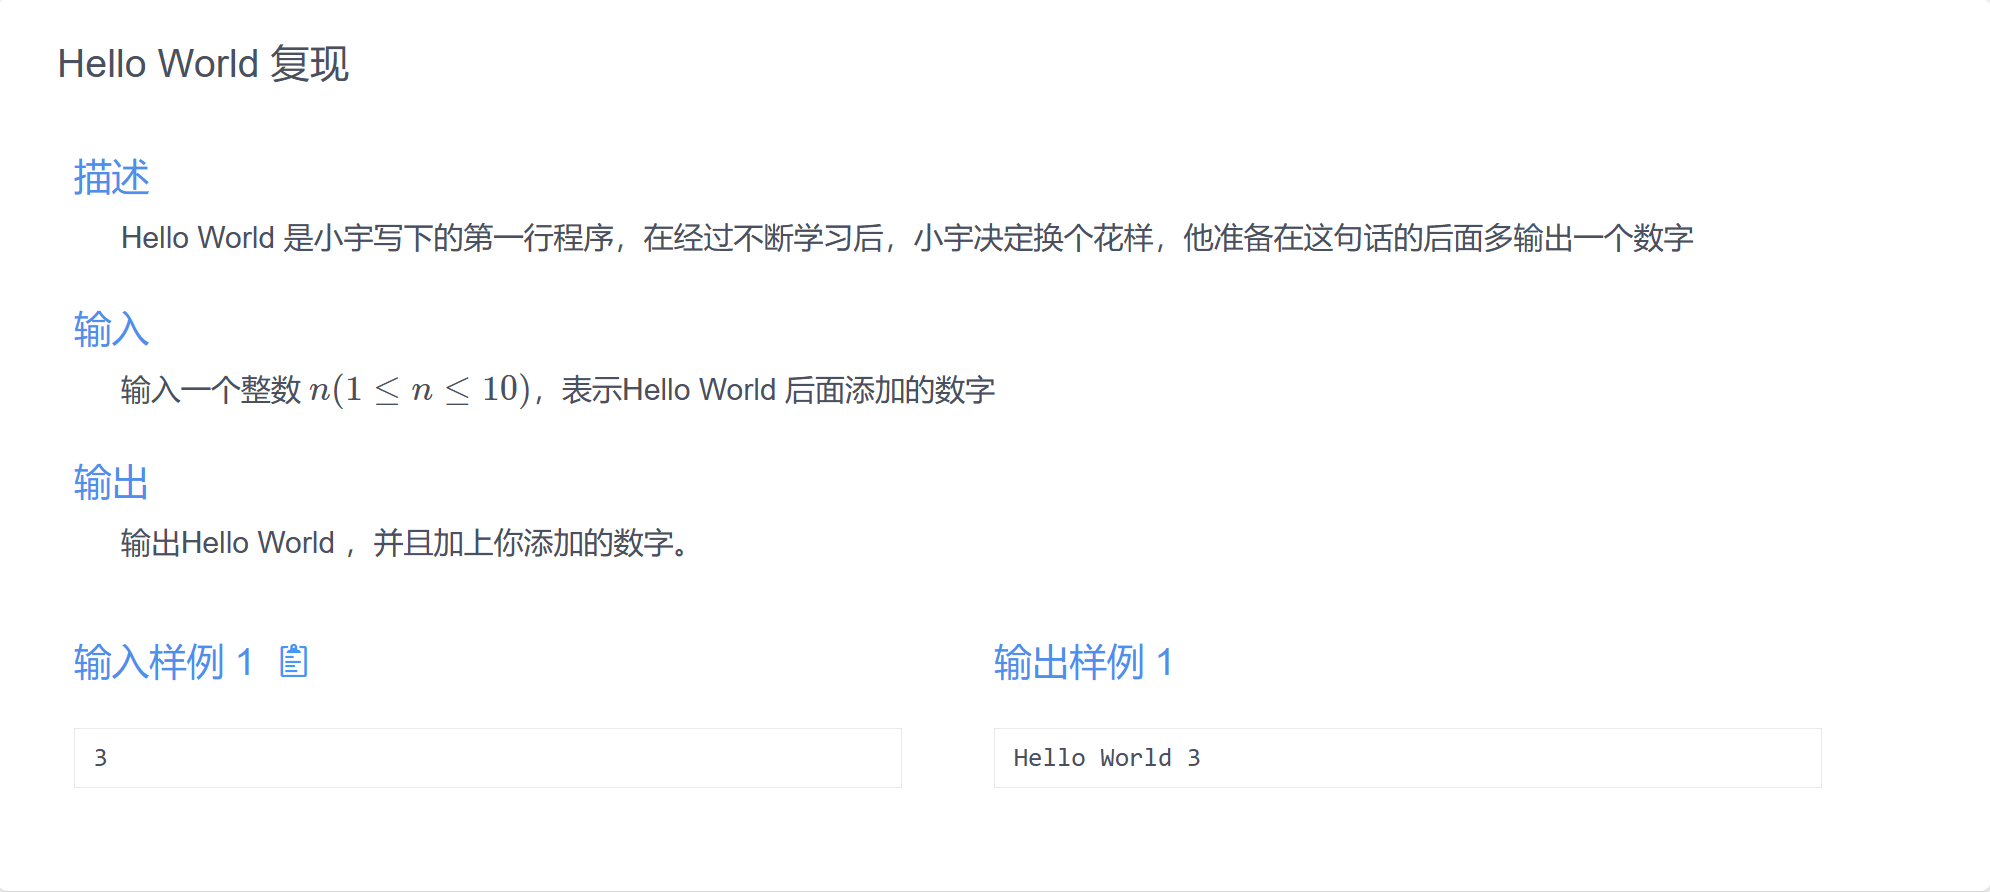 Hello World 复现
描述
Hello World 是小宇写下的第一行程序，在经过不断学习后，小宇决定换个花样，他准备在这句话的后面多输出一个数字
输入
输入一个整数 n(1 ≤ n ≤ 10)，表示Hello World 后面添加的数字
输出
输出Hello World ，并且加上你添加的数字。
输入样例 1
输出样例 1
3
Hello World 3